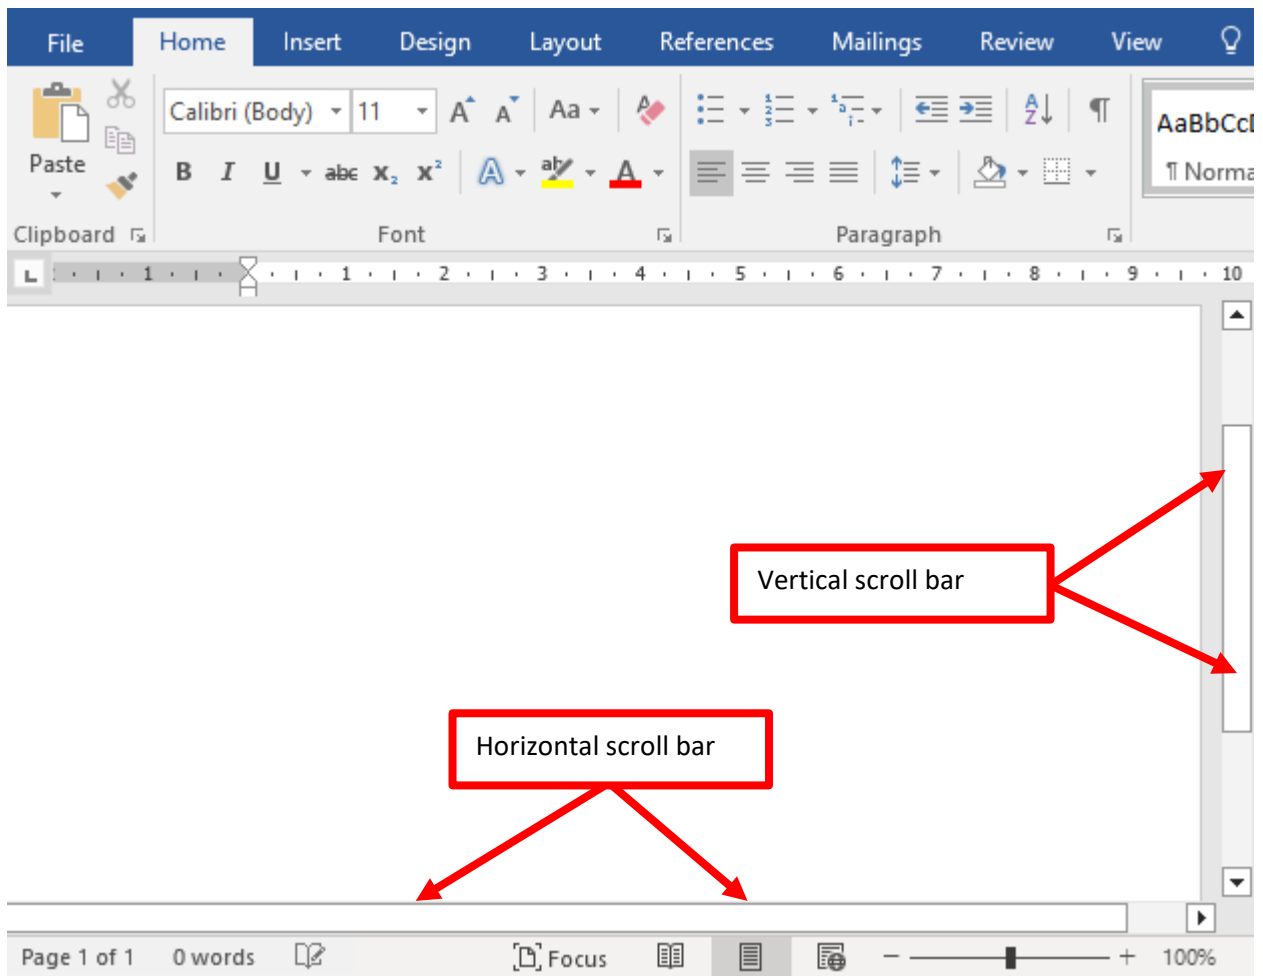 File Home Insert Design Layout References Mailings Review View
Calibri (Body) 11 A A Aa A
AaBbCcD
Paste
B I U abc X₂ X² A ab A
¶ Norma
Clipboard Font Paragraph
L 1 1 2 3 4 5 6 7 8 9 10
Vertical scroll bar
Horizontal scroll bar
Page 1 of 1 0 words Focus 100%